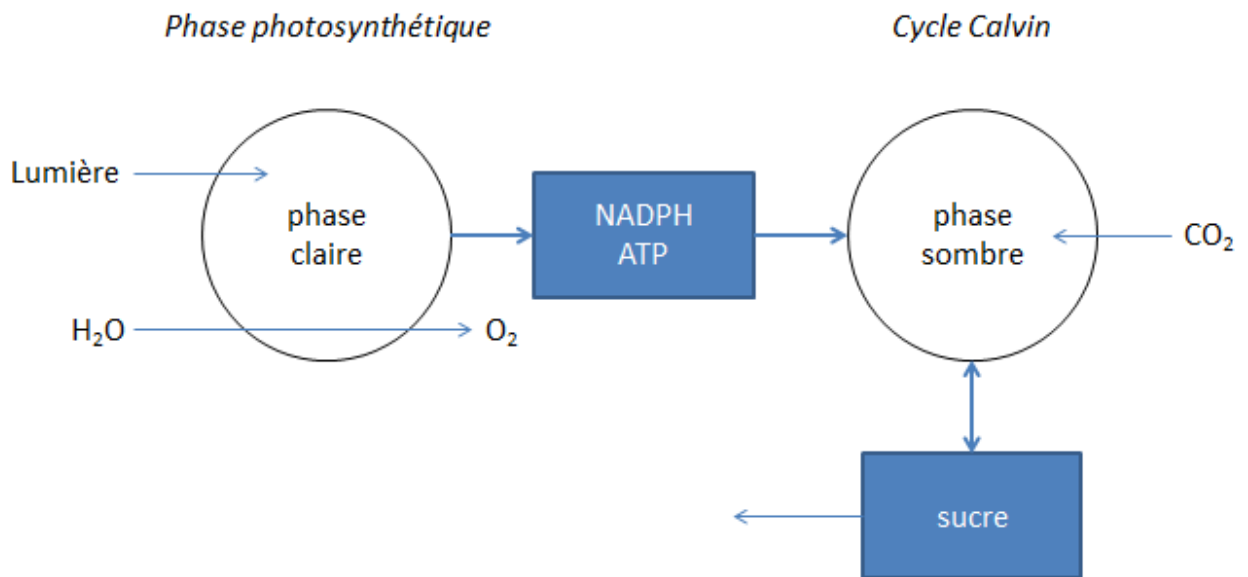 Phase photosynthétique
Cycle Calvin
Lumière
phase
claire
NADPH
ATP
phase
sombre
CO₂
H₂O
O₂
sucre